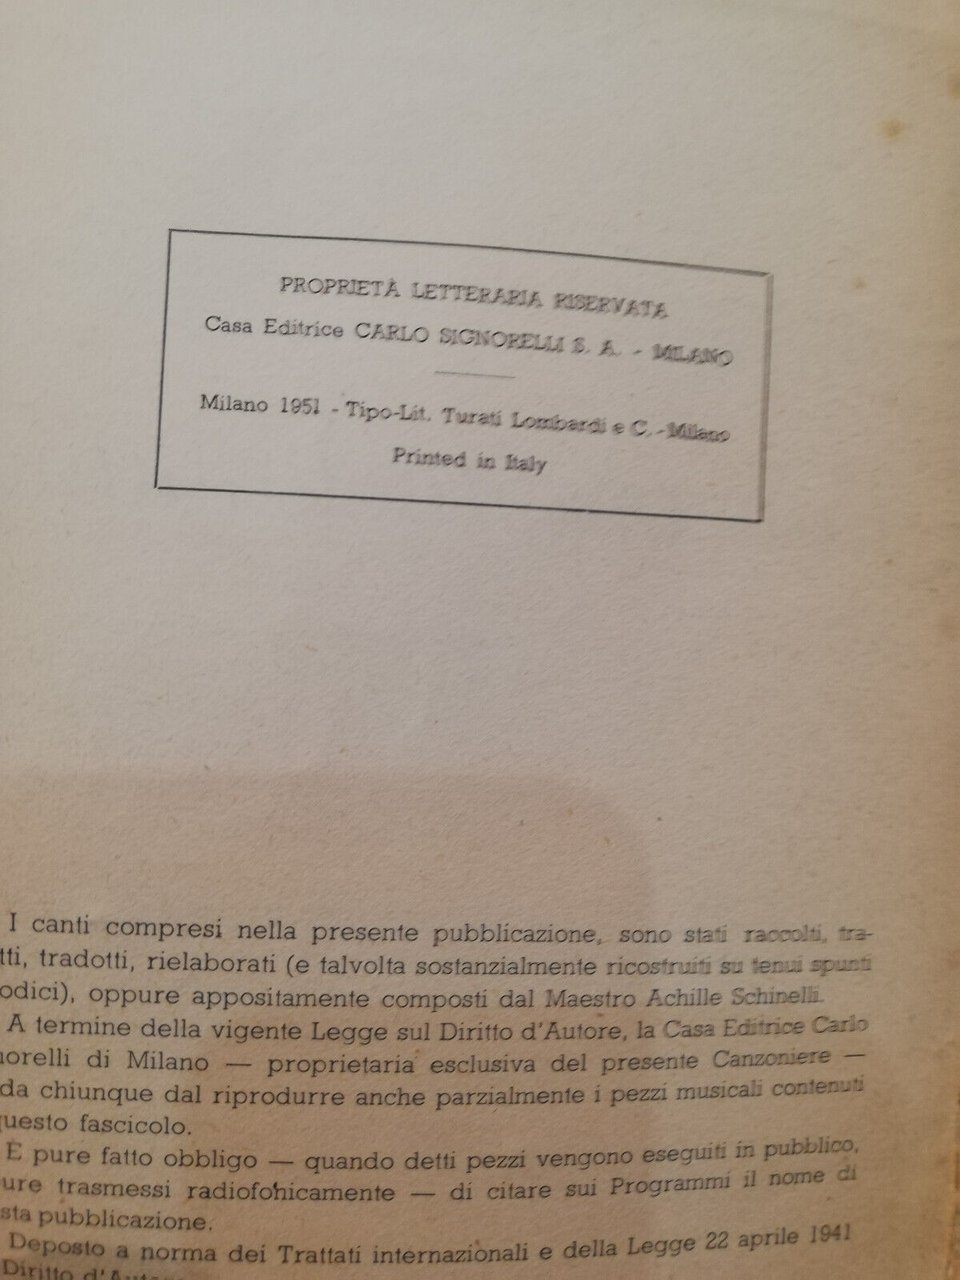 PROPRIETÀ LETTERARIA RISERVATA
Casa Editrice CARLO SIGNORELLI S. A. - MILANO
Milano 1951 - Tipo-Lit. Turati Lombardi e C. - Milano
Printed in Italy
I canti compresi nella presente pubblicazione, sono stati raccolti, tra-
tti, tradotti, rielaborati (e talvolta sostanzialmente ricostruiti su tenui spunti
odici), oppure appositamente composti dal Maestro Achille Schinelli.
A termine della vigente Legge sul Diritto d'Autore, la Casa Editrice Carlo
norelli di Milano — proprietaria esclusiva del presente Canzoniere —
da chiunque dal riprodurre anche parzialmente i pezzi musicali contenuti
questo fascicolo.
E pure fatto obbligo — quando detti pezzi vengono eseguiti in pubblico,
ure trasmessi radiofonicamente — di citare sui Programmi il nome di
sta pubblicazione.
Deposto a norma dei Trattati internazionali e della Legge 22 aprile 1941
Diritto d'Autore